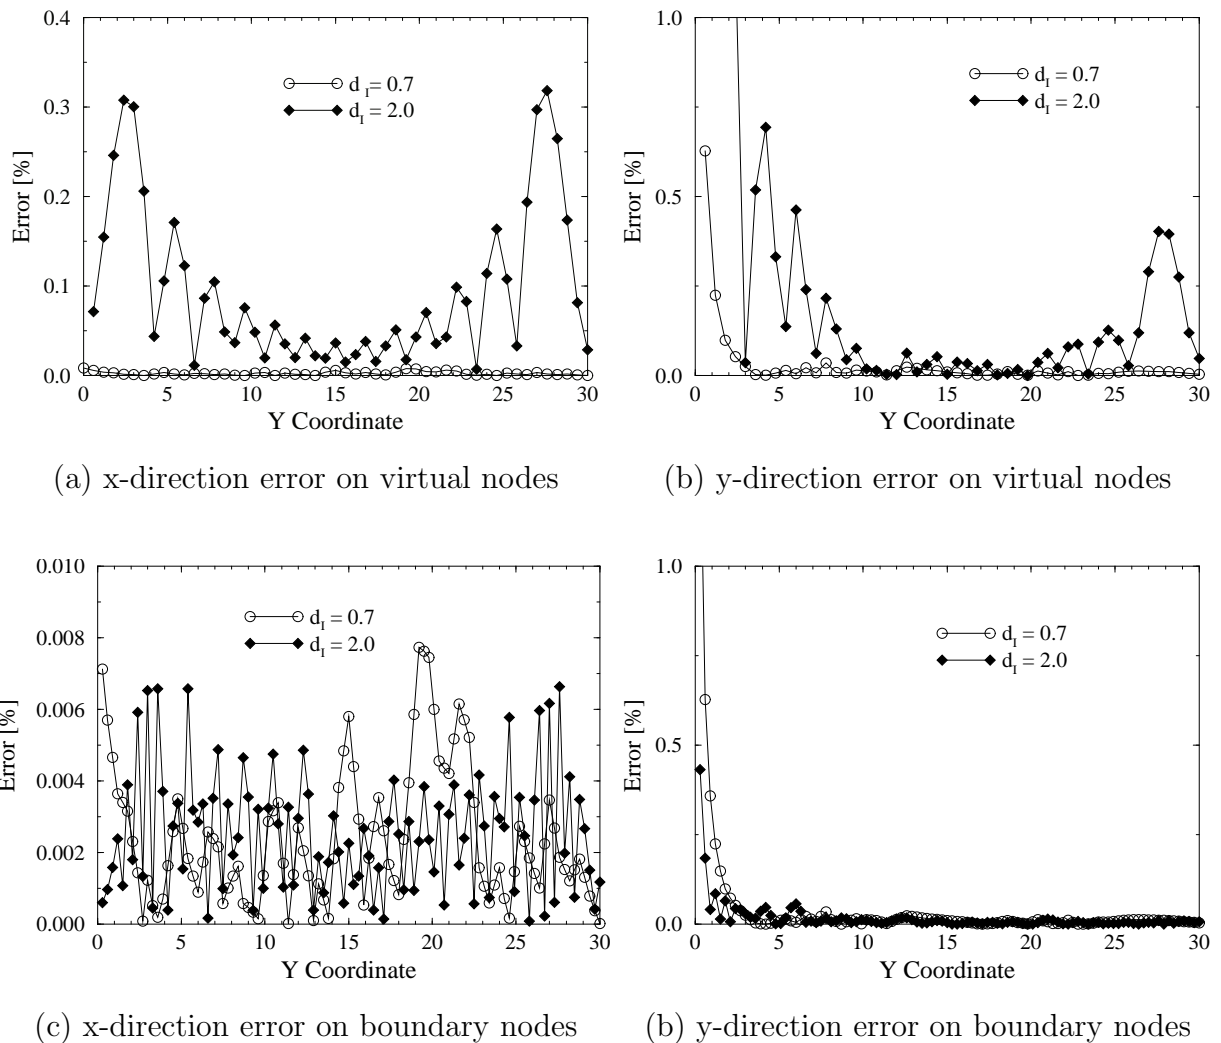 0.4
0.3
0.2
0.1
0.0
0 5 10 15 20 25 30
Error [%]
Y Coordinate
d I = 0.7
d I = 2.0
(a) x-direction error on virtual nodes
1.0
0.5
0.0
0 5 10 15 20 25 30
Error [%]
Y Coordinate
d I = 0.7
d I = 2.0
(b) y-direction error on virtual nodes
0.010
0.008
0.006
0.004
0.002
0.000
0 5 10 15 20 25 30
Error [%]
Y Coordinate
d I = 0.7
d I = 2.0
(c) x-direction error on boundary nodes
1.0
0.5
0.0
0 5 10 15 20 25 30
Error [%]
Y Coordinate
d I = 0.7
d I = 2.0
(b) y-direction error on boundary nodes